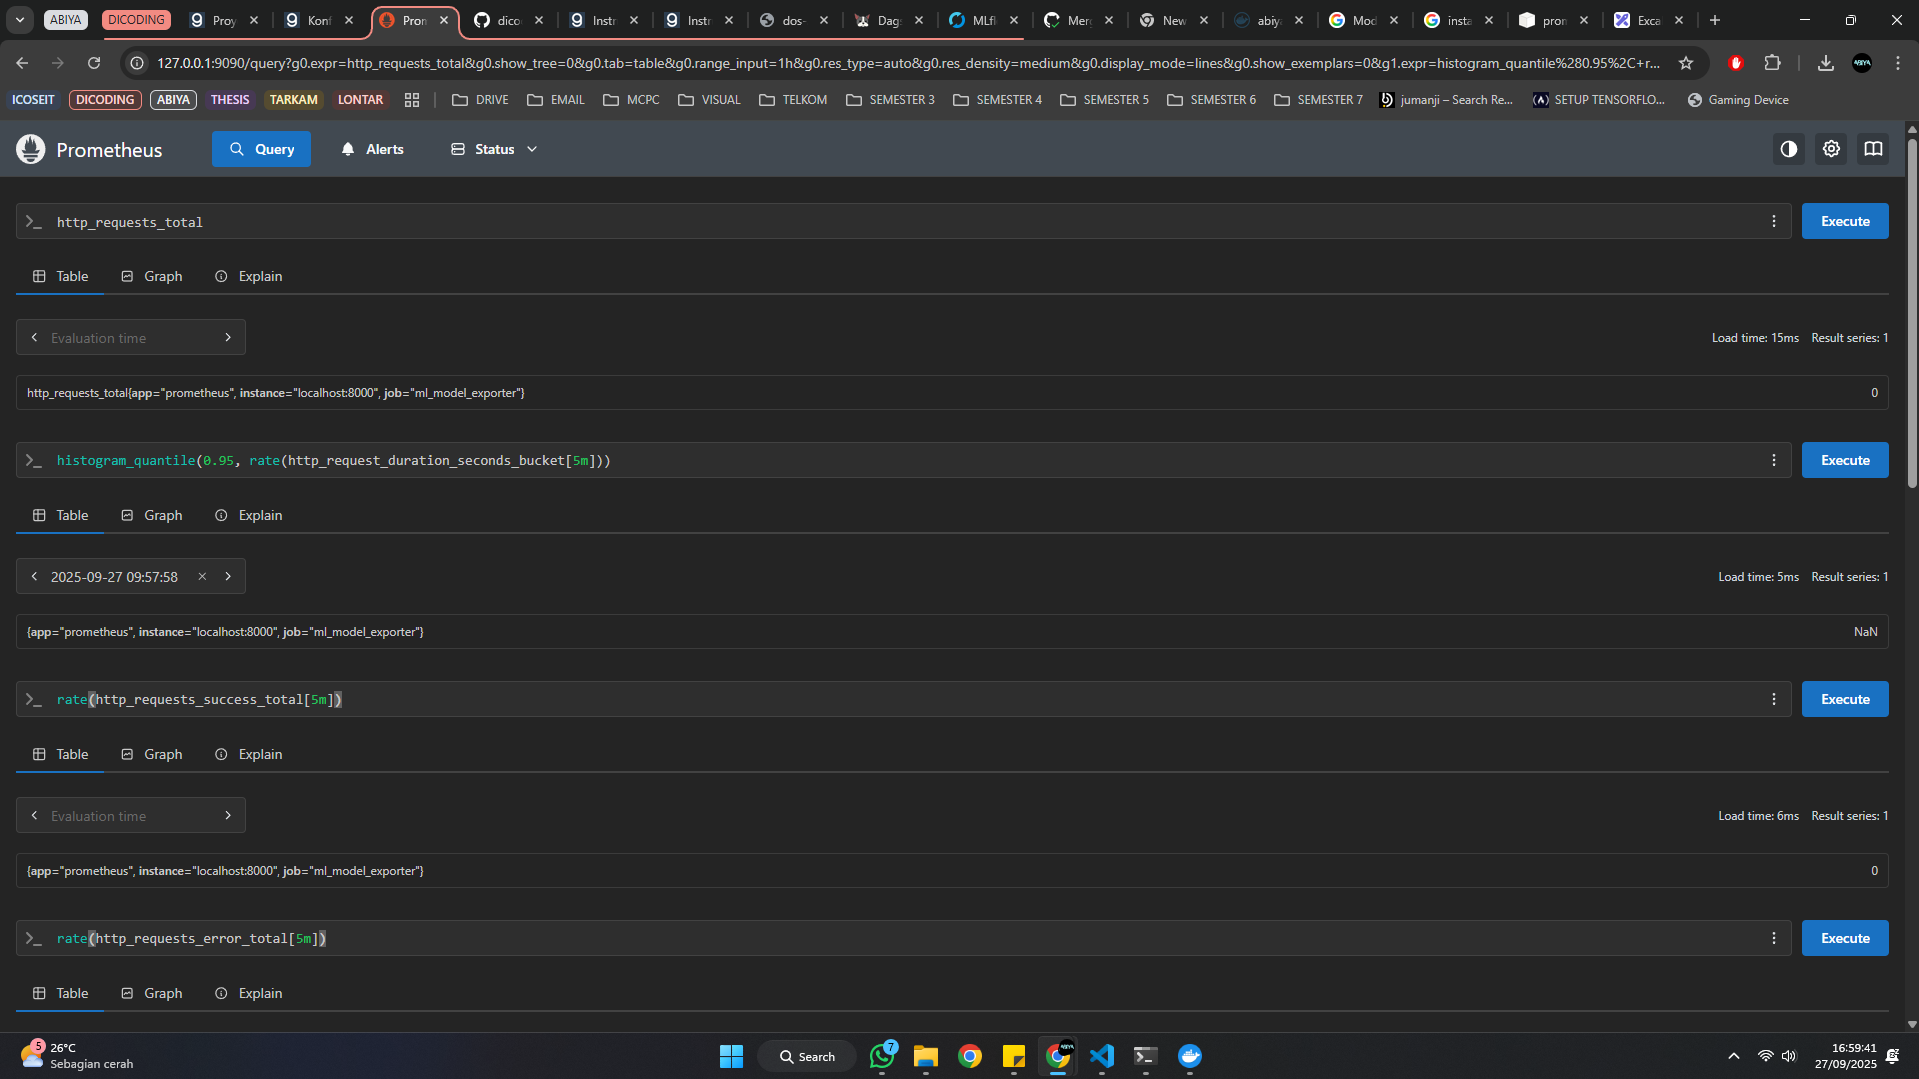 ABIYA DICODING Proy Konf Pron dico Instr Instr dos- Dag MLfl Merg New abiy Mod insta pron Exca
127.0.0.1:9090/query?g0.expr=http_requests_total&g0.show_tree=0&g0.tab=table&g0.range_input=1h&g0.res_type=auto&g0.res_density=medium&g0.display_mode=lines&g0.show_exemplars=0&g1.expr=histogram_quantile%280.95%2C+r...
ICOSEIT DICODING ABIYA THESIS TARKAM LONTAR DRIVE EMAIL MCPC VISUAL TELKOM SEMESTER 3 SEMESTER 4 SEMESTER 5 SEMESTER 6 SEMESTER 7 jumanji – Search Re... SETUP TENSORFLO... Gaming Device
Prometheus Query Alerts Status
>_ http_requests_total Execute
Table Graph Explain
Evaluation time Load time: 15ms Result series: 1
http_requests_total{app="prometheus", instance="localhost:8000", job="ml_model_exporter"} 0
>_ histogram_quantile(0.95, rate(http_request_duration_seconds_bucket[5m])) Execute
Table Graph Explain
2025-09-27 09:57:58 Load time: 5ms Result series: 1
{app="prometheus", instance="localhost:8000", job="ml_model_exporter"} NaN
>_ rate(http_requests_success_total[5m]) Execute
Table Graph Explain
Evaluation time Load time: 6ms Result series: 1
{app="prometheus", instance="localhost:8000", job="ml_model_exporter"} 0
>_ rate(http_requests_error_total[5m]) Execute
Table Graph Explain
5 26°C Search 7 ABIYA 16:59:41
Sebagian cerah 27/09/2025